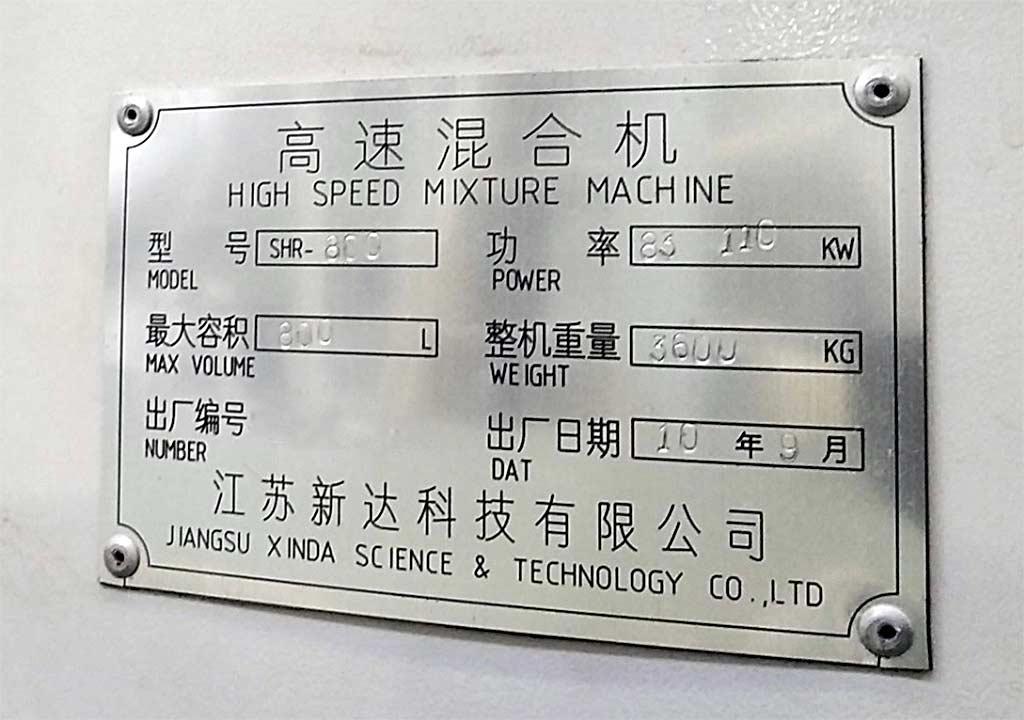 高速混合机
HIGH SPEED MIXTURE MACHINE
型号 SHR-800 功率 83 110 KW
MODEL POWER
最大容积 800 L 整机重量 3600 KG
MAX VOLUME WEIGHT
出厂编号 出厂日期 10年9月
NUMBER DAT
江苏新达科技有限公司
JIANGSU XINDA SCIENCE & TECHNOLOGY CO.,LTD